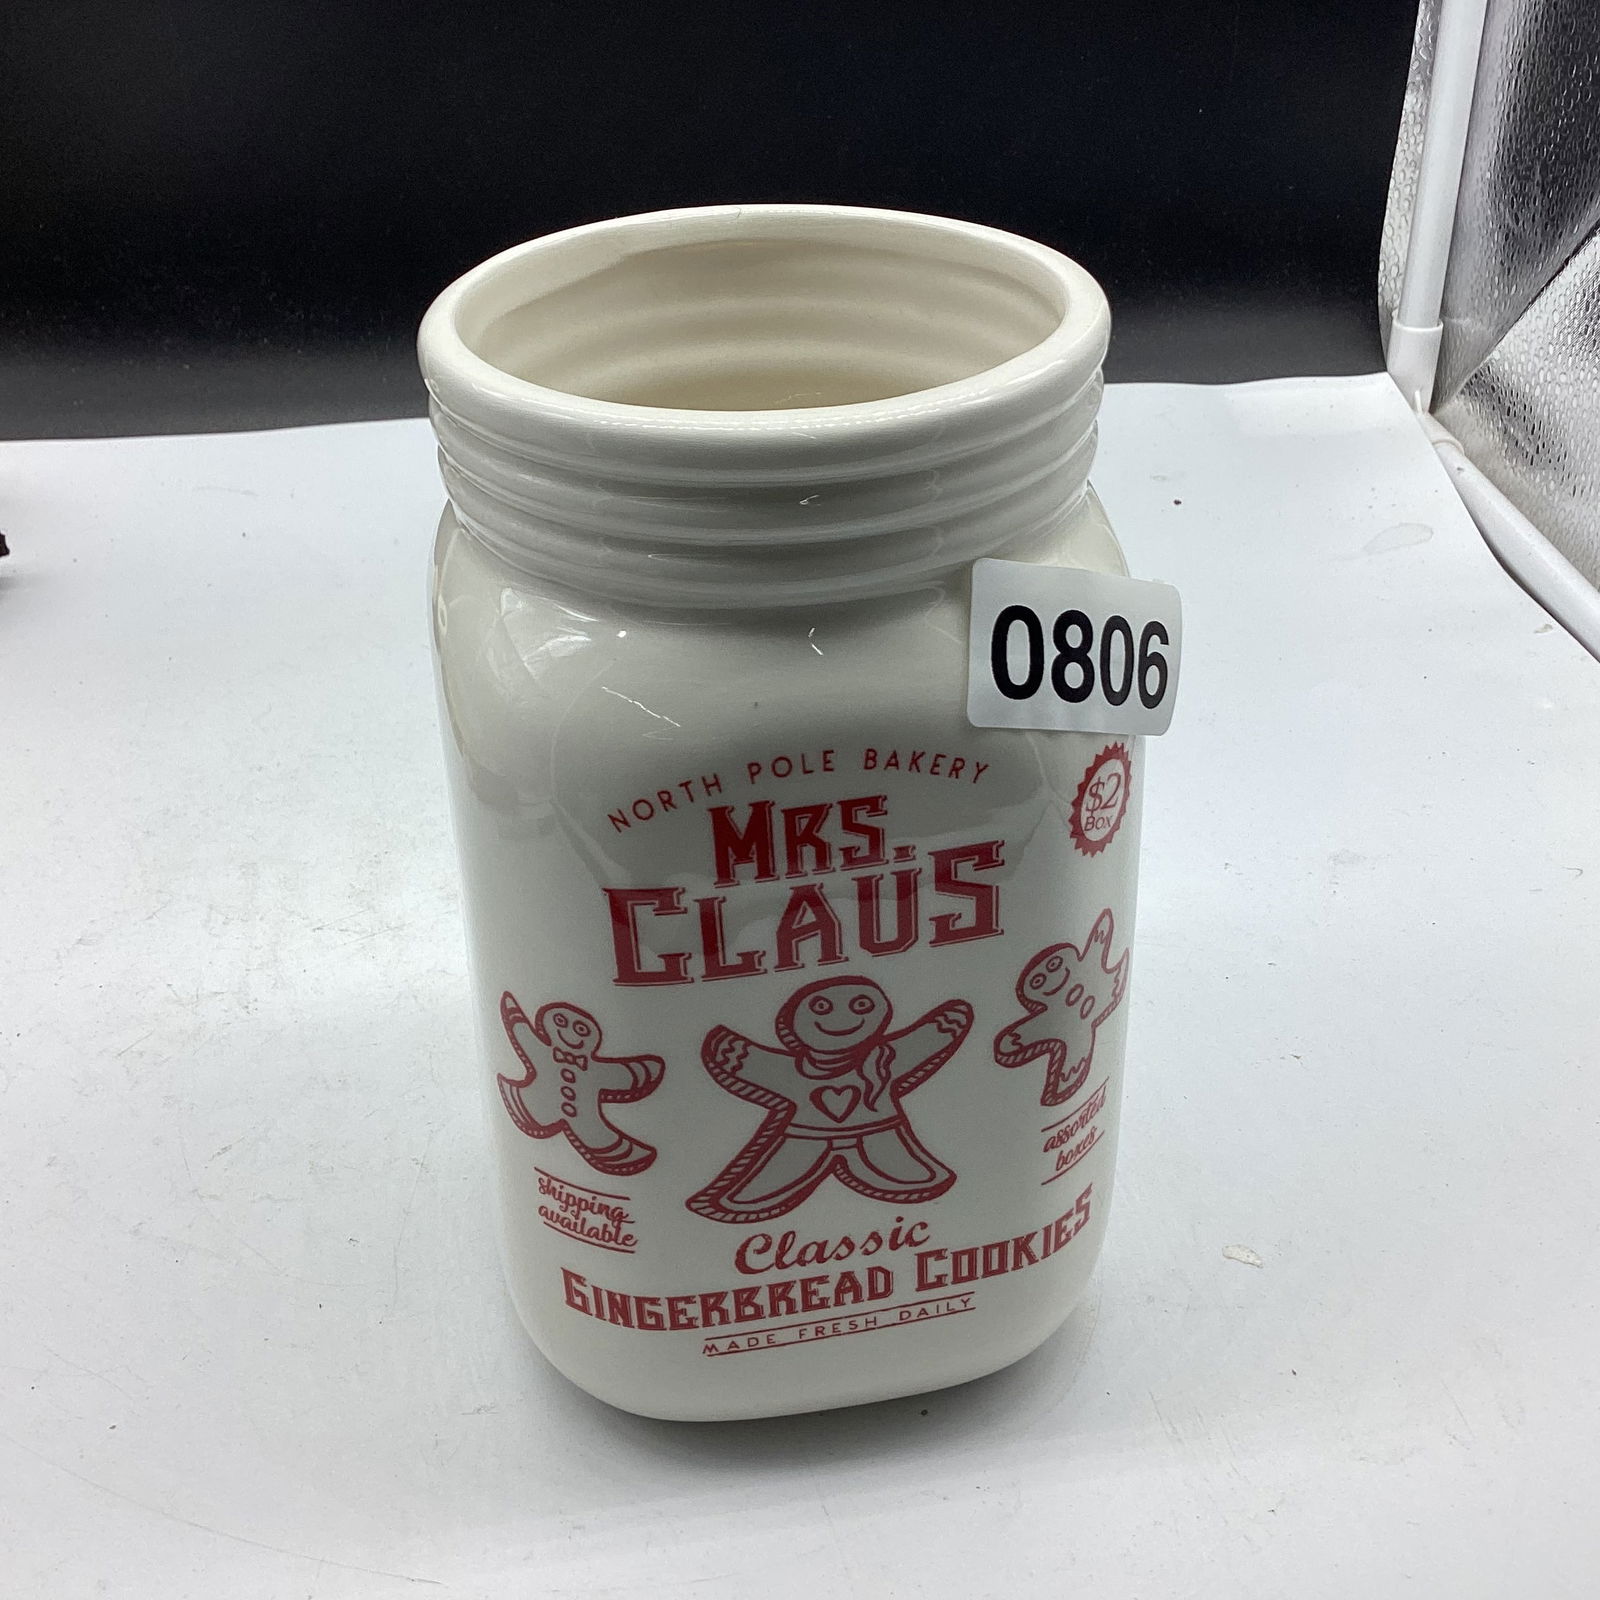 0806
NORTH POLE BAKERY
$2
BOX
MRS.
CLAUS
assorted
boxes
shipping
available
Classic
GINGERBREAD COOKIES
MADE FRESH DAILY